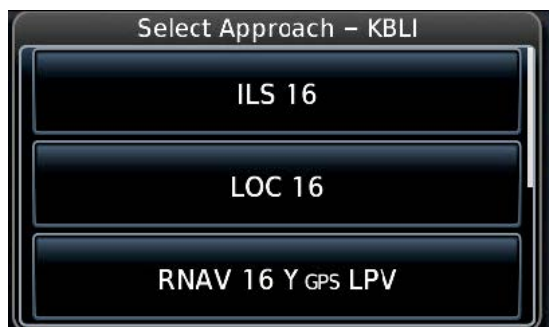 Select Approach – KBLI
ILS 16
LOC 16
RNAV 16 Y GPS LPV